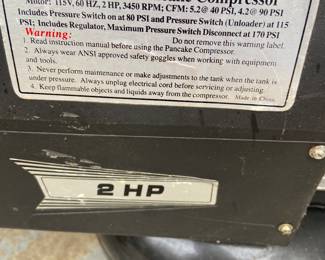 Compressor
Motor: 115V, 60 HZ, 2 HP, 3450 RPM; CFM: 5.2@ 40 PSI, 4.2@ 90 PSI
Includes Pressure Switch on at 80 PSI and Pressure Switch (Unloader) at 115
PSI; Includes Regulator, Maximum Pressure Switch Disconnect at 170 PSI
Warning: Do not remove this warning label.
1. Read instruction manual before using the Pancake Compressor.
2. Always wear ANSI approved safety goggles when working with equipment
and tools.
3. Never perform maintenance or make adjustments to the tank when the tank is
under pressure. Always unplug electrical cord before servicing or adjusting.
4. Keep flammable objects and liquids away from the compressor. Made in China.
2 HP